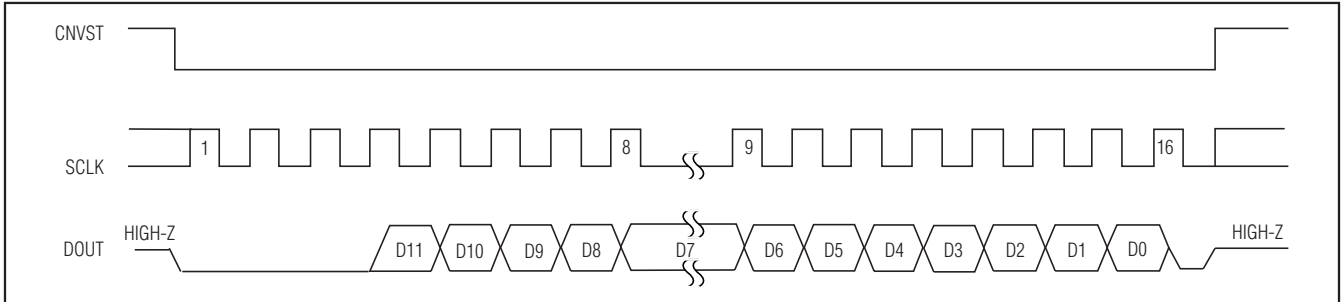 CNVST
1 8 9 16
SCLK
HIGH-Z HIGH-Z
DOUT D11 D10 D9 D8 D7 D6 D5 D4 D3 D2 D1 D0